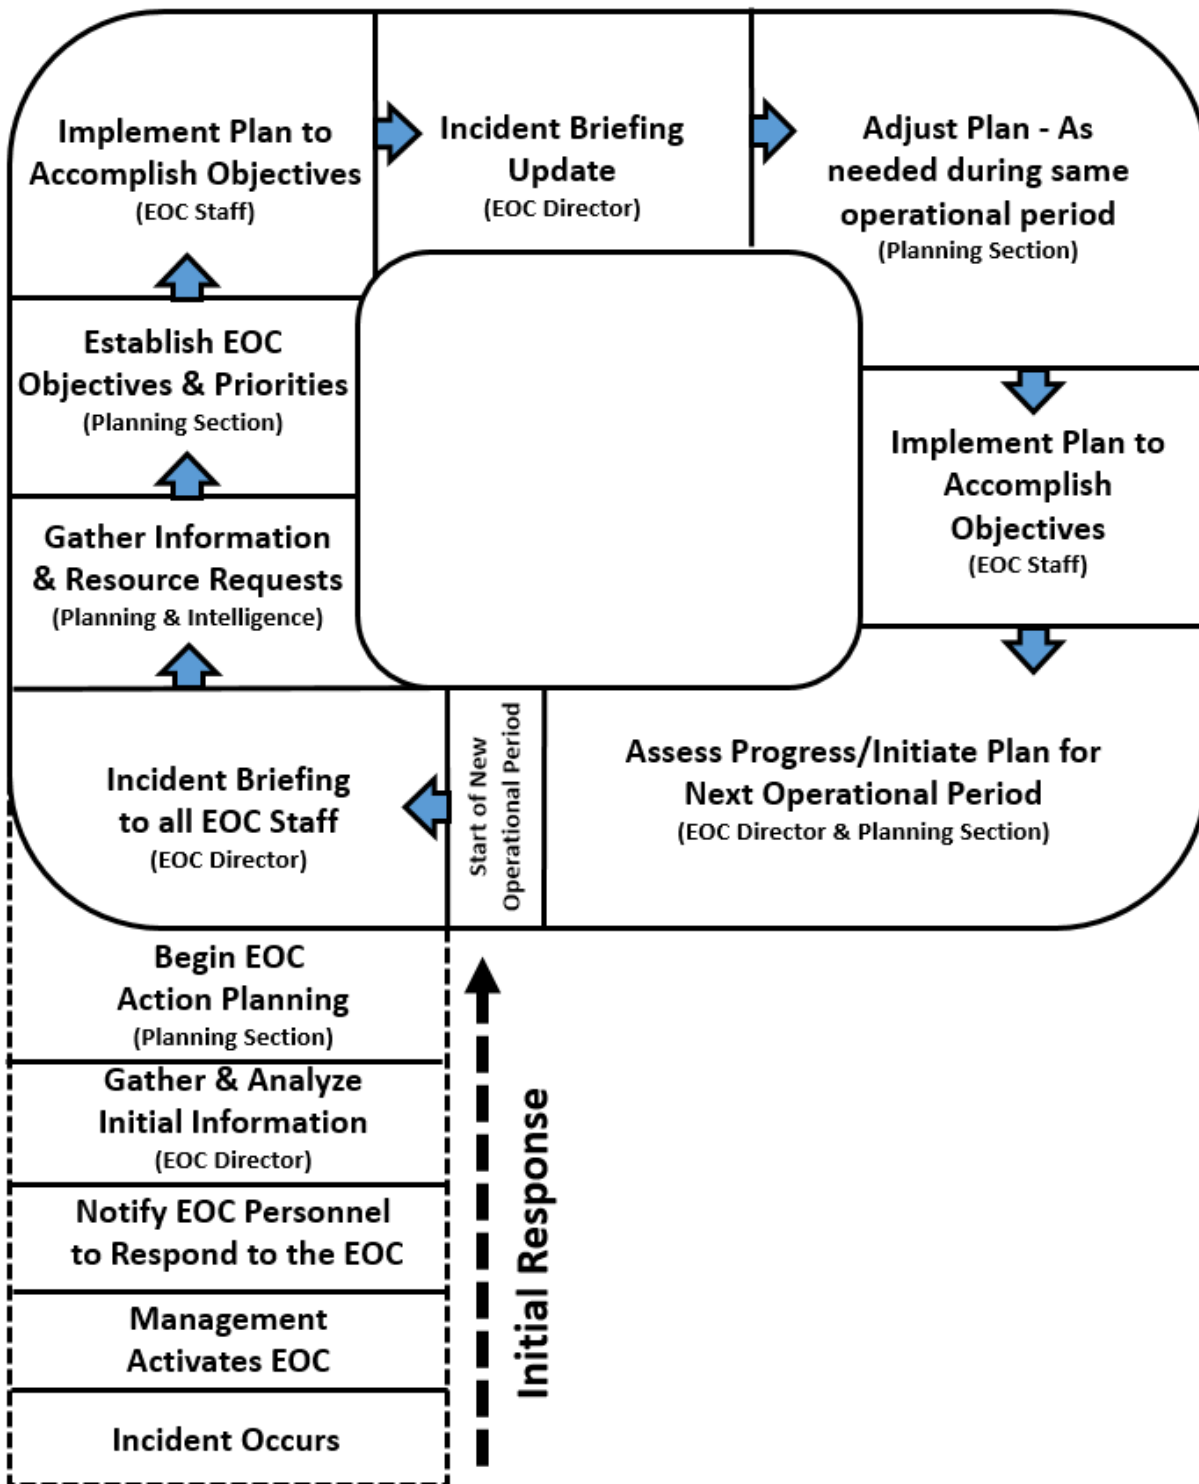 Implement Plan to
Accomplish Objectives
(EOC Staff)
Incident Briefing
Update
(EOC Director)
Adjust Plan - As
needed during same
operational period
(Planning Section)
Establish EOC
Objectives & Priorities
(Planning Section)
Implement Plan to
Accomplish
Objectives
(EOC Staff)
Gather Information
& Resource Requests
(Planning & Intelligence)
Incident Briefing
to all EOC Staff
(EOC Director)
Start of New
Operational Period
Assess Progress/Initiate Plan for
Next Operational Period
(EOC Director & Planning Section)
Begin EOC
Action Planning
(Planning Section)
Gather & Analyze
Initial Information
(EOC Director)
Notify EOC Personnel
to Respond to the EOC
Management
Activates EOC
Incident Occurs
Initial Response